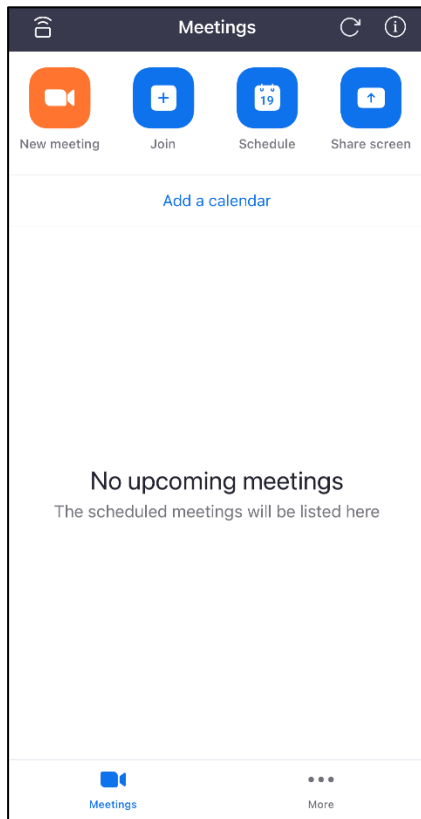 Meetings
New meeting
Join
19
Schedule
Share screen
Add a calendar
No upcoming meetings
The scheduled meetings will be listed here
Meetings
More